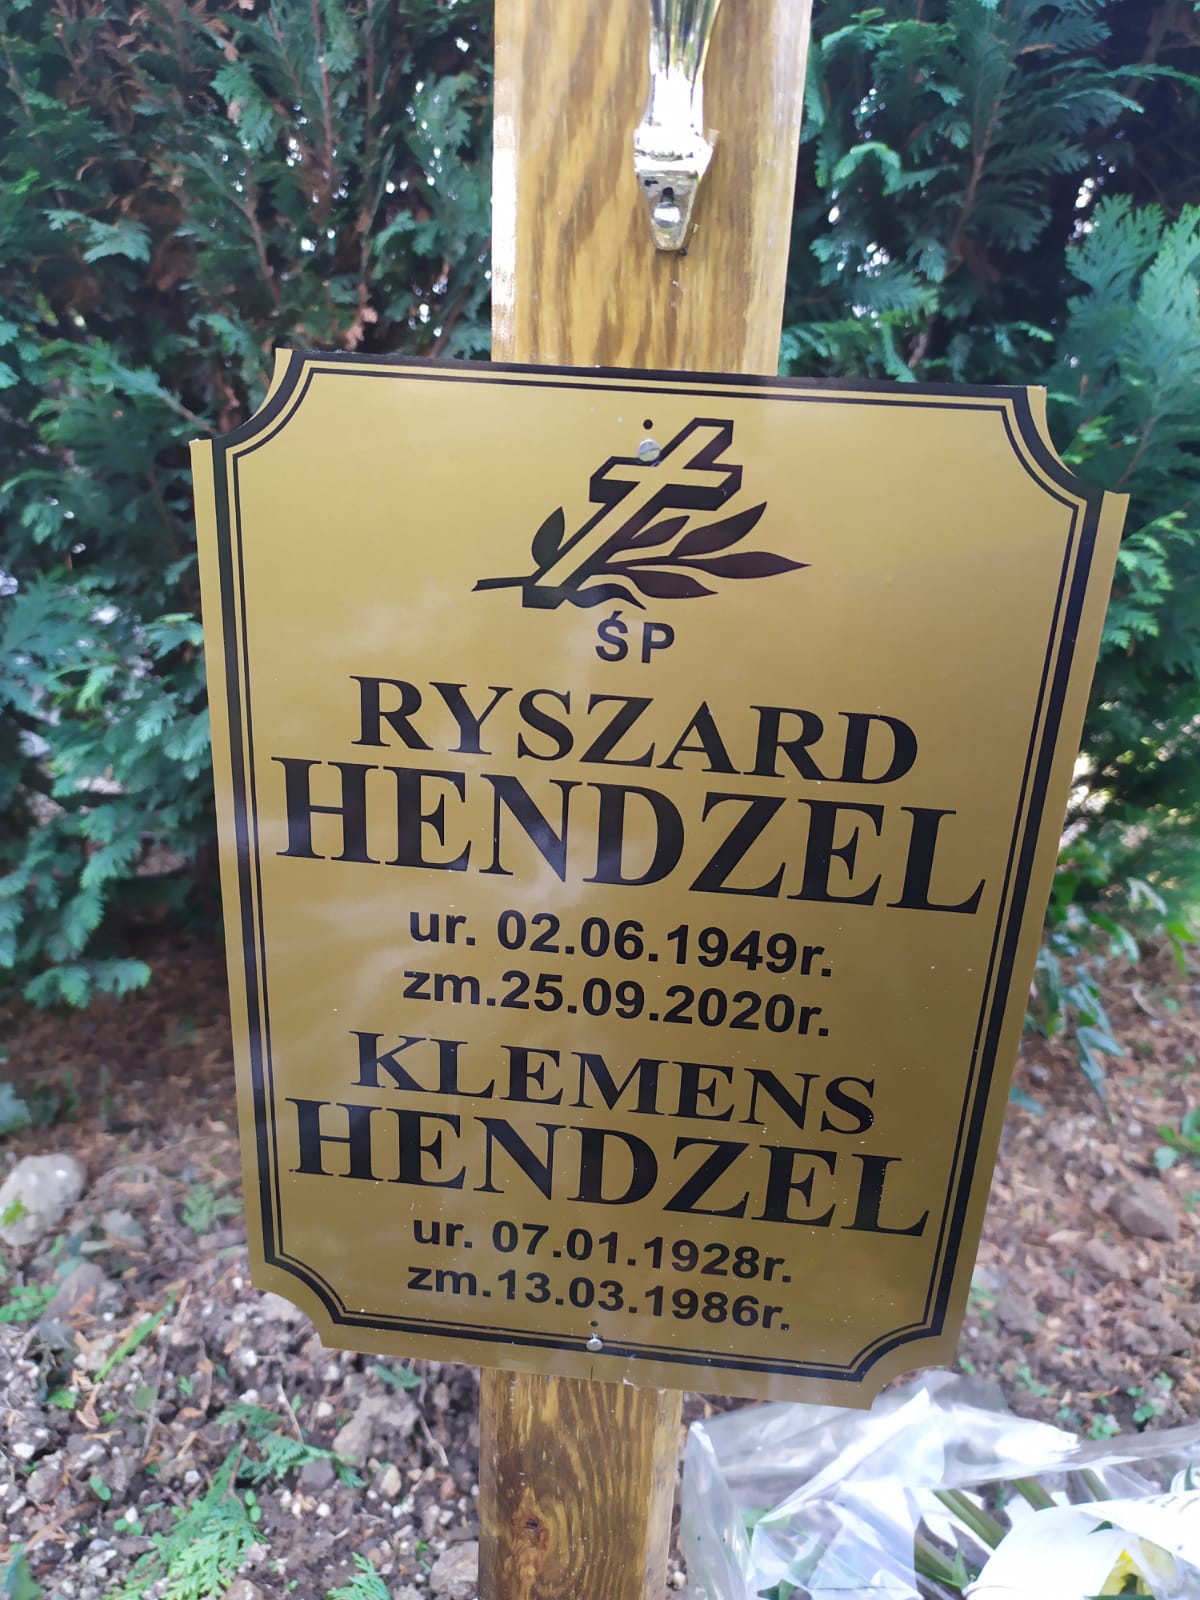 ŚP
RYSZARD
HENDZEL
ur. 02.06.1949r.
zm.25.09.2020r.
KLEMENS
HENDZEL
ur. 07.01.1928r.
zm.13.03.1986r.